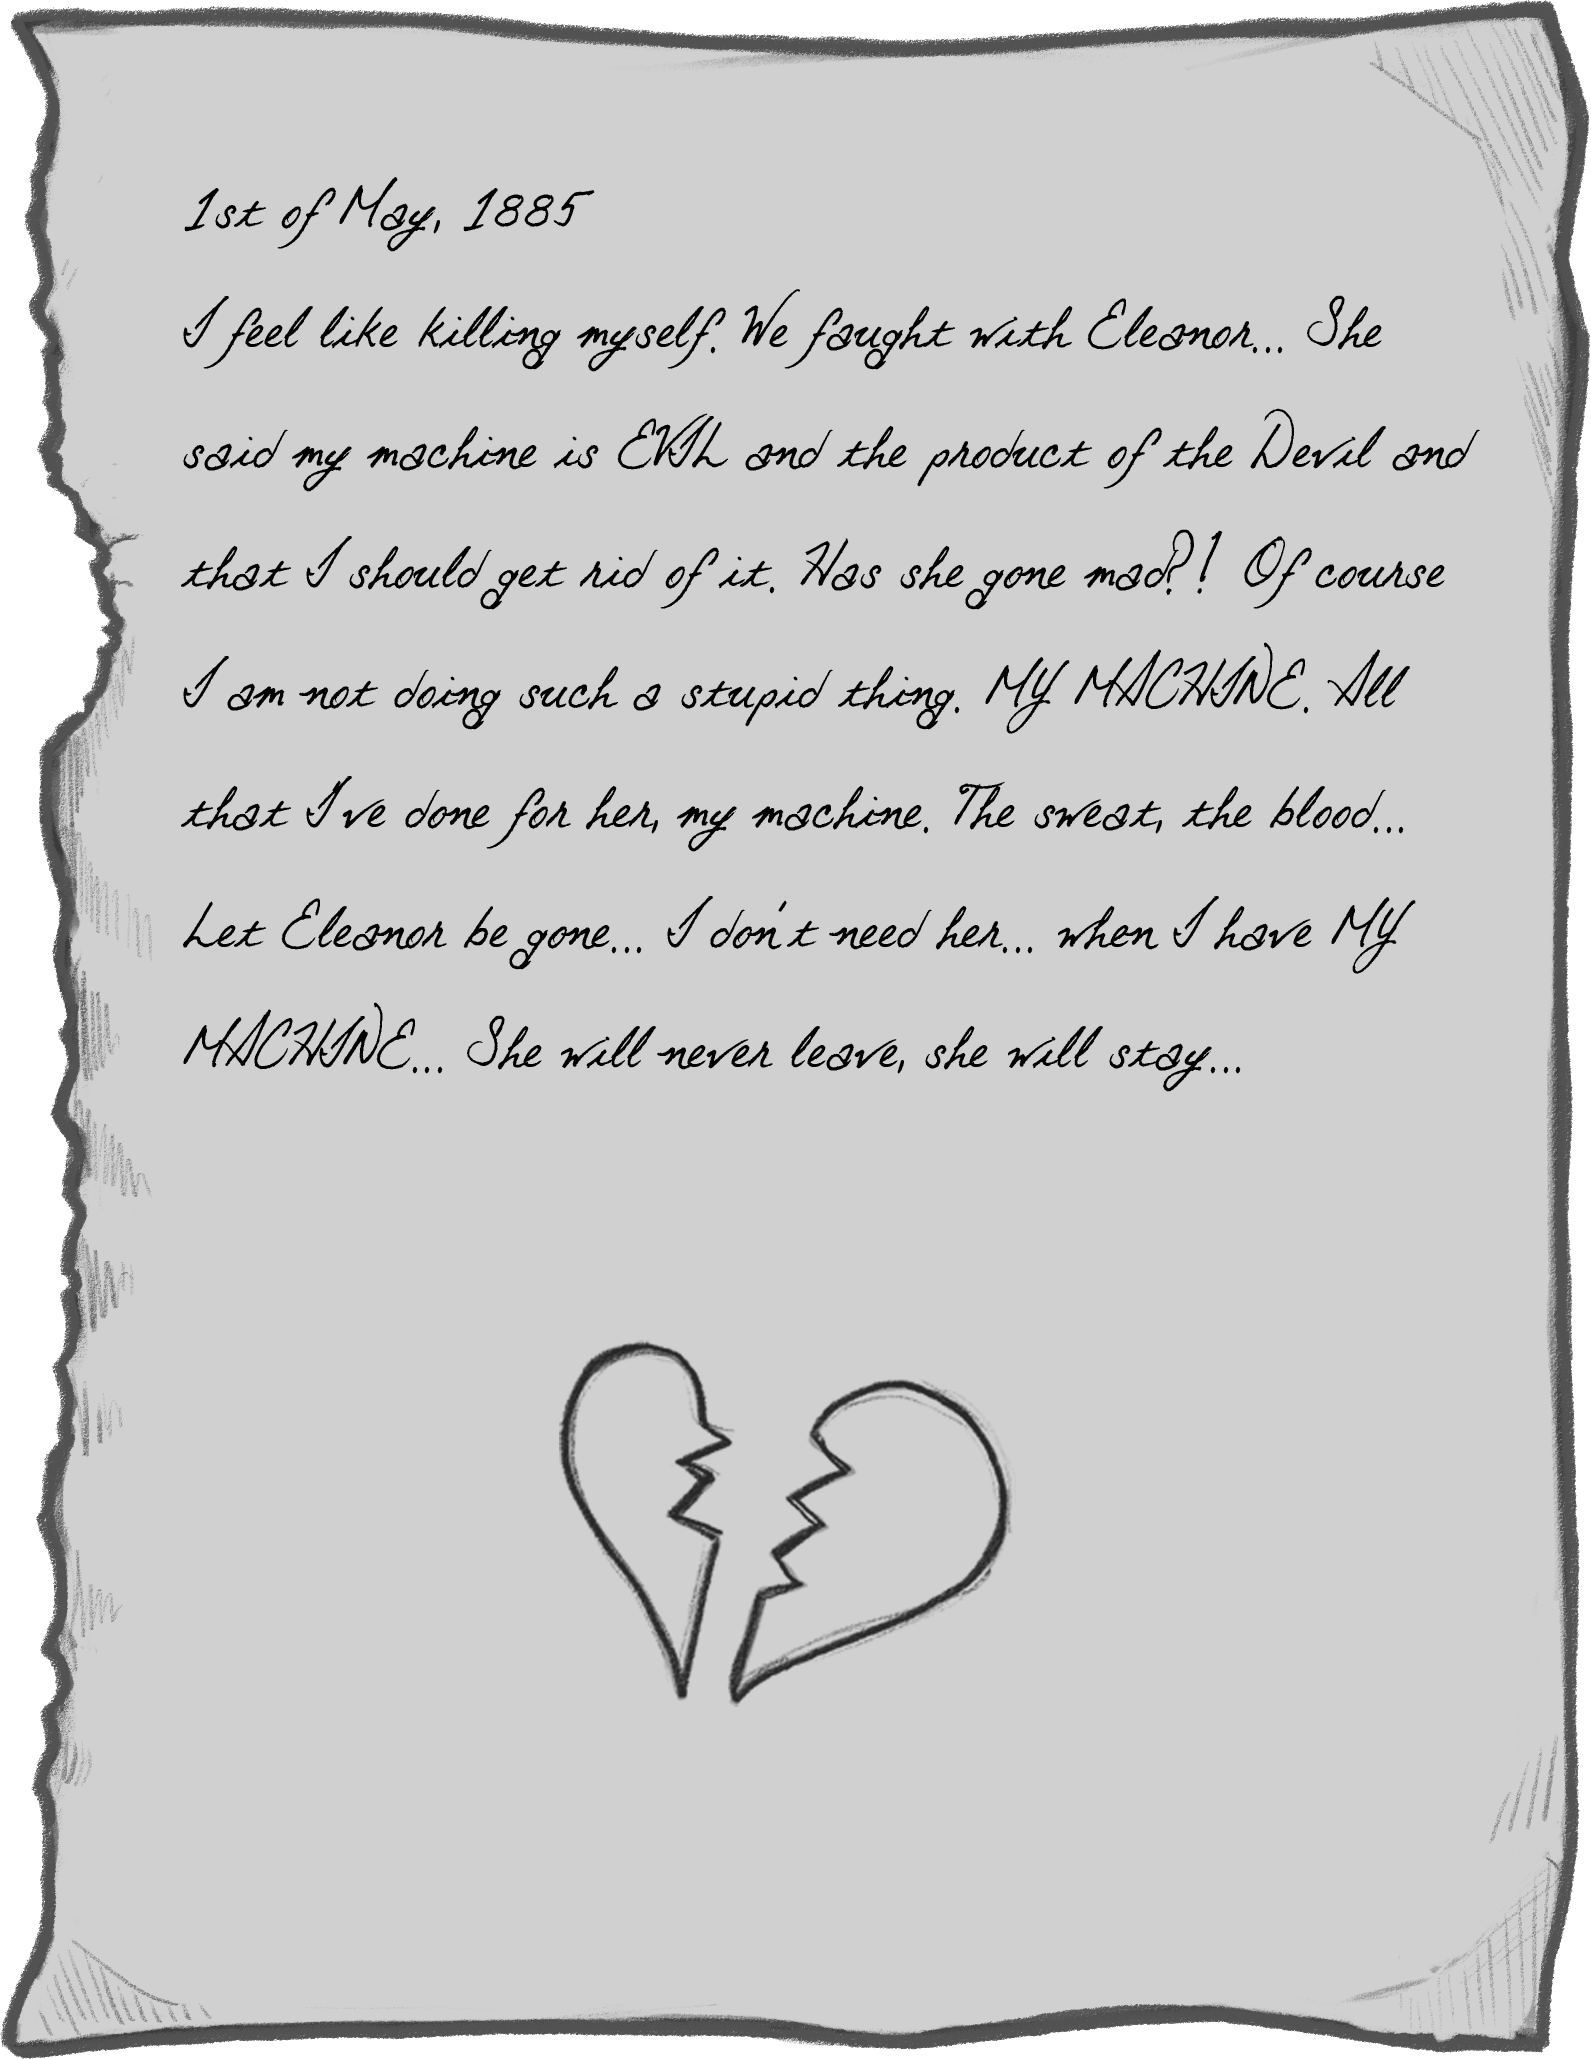 1st of May, 1885
I feel like killing myself. We faught with Eleanor... She
said my machine is EVIL and the product of the Devil and
that I should get rid of it. Has she gone mad?! Of course
I am not doing such a stupid thing. MY MACHINE. All
that I've done for her, my machine. The sweat, the blood...
Let Eleanor be gone... I don't need her... when I have MY
MACHINE... She will never leave, she will stay...